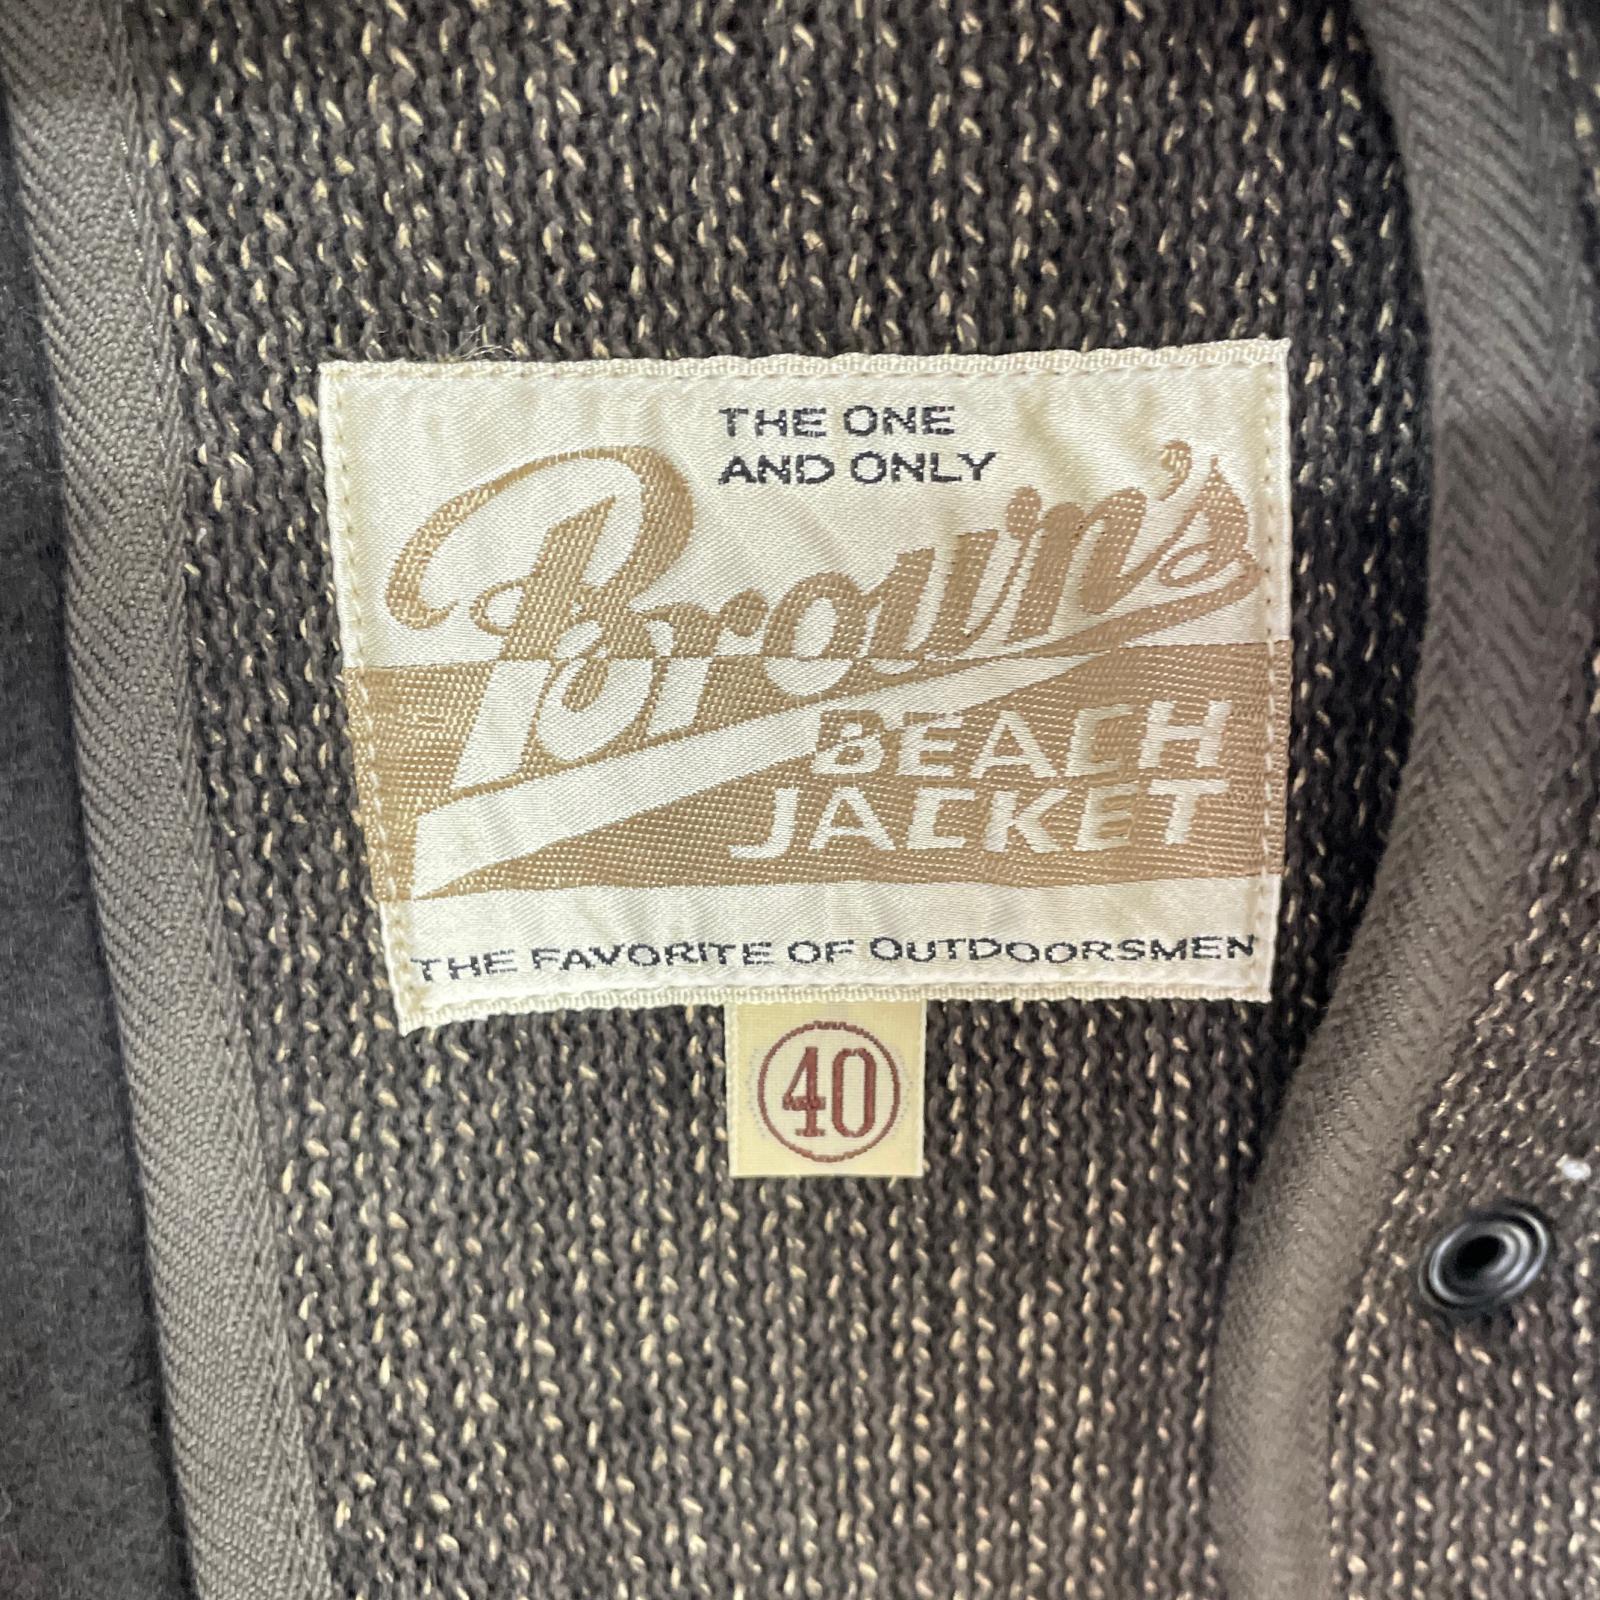 THE ONE
AND ONLY
Brown's
BEACH
JACKET
THE FAVORITE OF OUTDOORSMEN
40